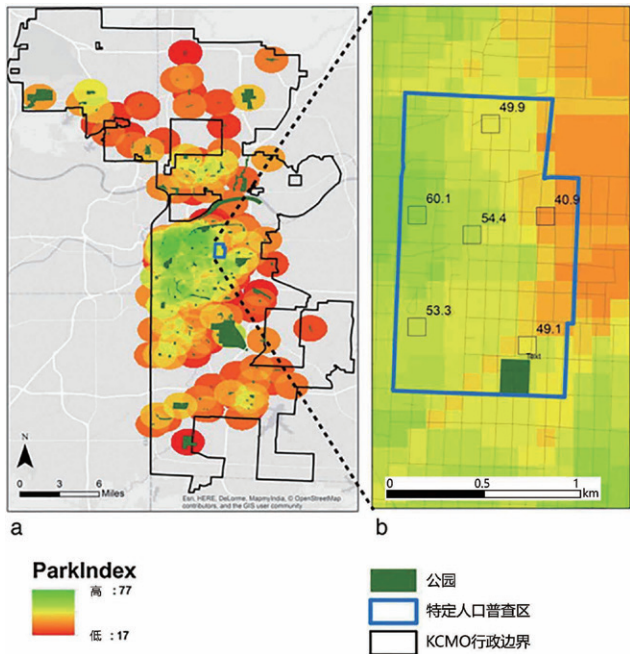 N
0 3 6
Miles
Esri, HERE, DeLorme, MapmyIndia, © OpenStreetMap
contributors, and the GIS user community
a
49.9
60.1
40.9
54.4
53.3
49.1
Text
0 0.5 1
km
b
ParkIndex
高 : 77
低 : 17
公园
特定人口普查区
KCMO行政边界